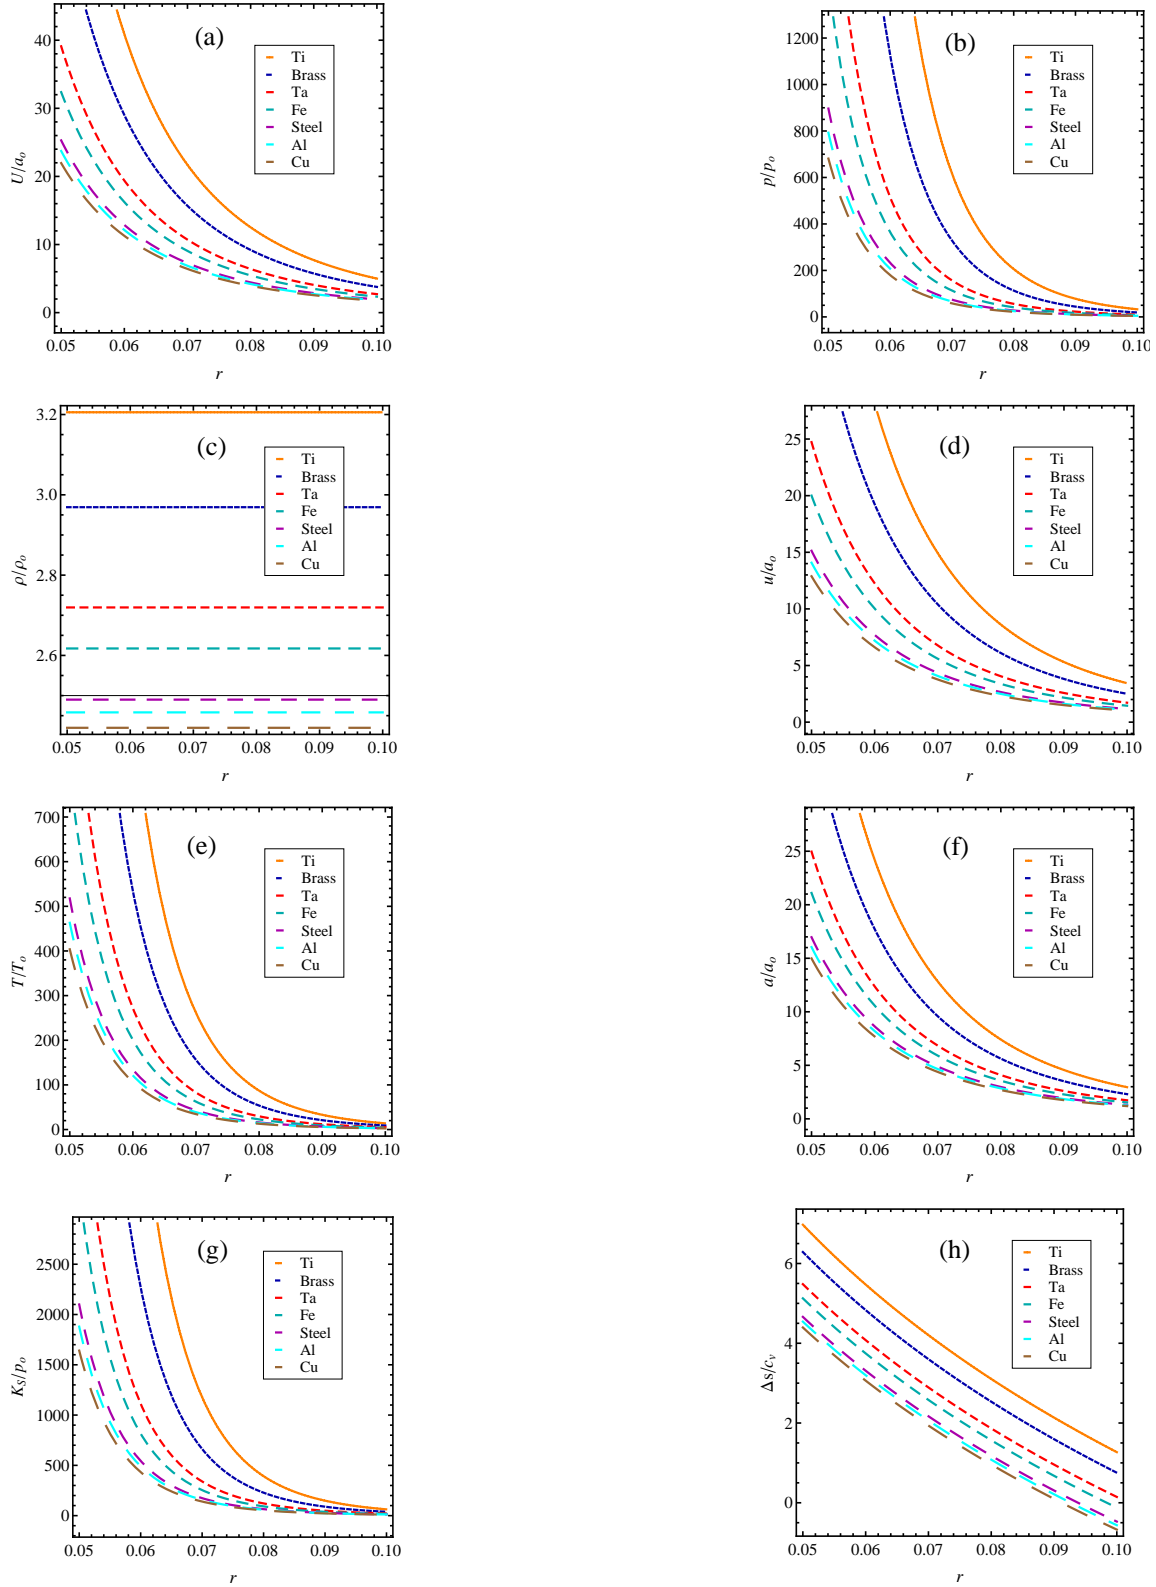 (a)
U/a_o
40
30
20
10
0
Ti
Brass
Ta
Fe
Steel
Al
Cu
0.05 0.06 0.07 0.08 0.09 0.10
r
(b)
p/p_o
1200
1000
800
600
400
200
0
Ti
Brass
Ta
Fe
Steel
Al
Cu
0.05 0.06 0.07 0.08 0.09 0.10
r
(c)
ρ/ρ_o
3.2
3.0
2.8
2.6
Ti
Brass
Ta
Fe
Steel
Al
Cu
0.05 0.06 0.07 0.08 0.09 0.10
r
(d)
u/a_o
25
20
15
10
5
0
Ti
Brass
Ta
Fe
Steel
Al
Cu
0.05 0.06 0.07 0.08 0.09 0.10
r
(e)
T/T_o
700
600
500
400
300
200
100
0
Ti
Brass
Ta
Fe
Steel
Al
Cu
0.05 0.06 0.07 0.08 0.09 0.10
r
(f)
a/a_o
25
20
15
10
5
0
Ti
Brass
Ta
Fe
Steel
Al
Cu
0.05 0.06 0.07 0.08 0.09 0.10
r
(g)
K_S/p_o
2500
2000
1500
1000
500
0
Ti
Brass
Ta
Fe
Steel
Al
Cu
0.05 0.06 0.07 0.08 0.09 0.10
r
(h)
Δs/c_v
6
4
2
0
Ti
Brass
Ta
Fe
Steel
Al
Cu
0.05 0.06 0.07 0.08 0.09 0.10
r